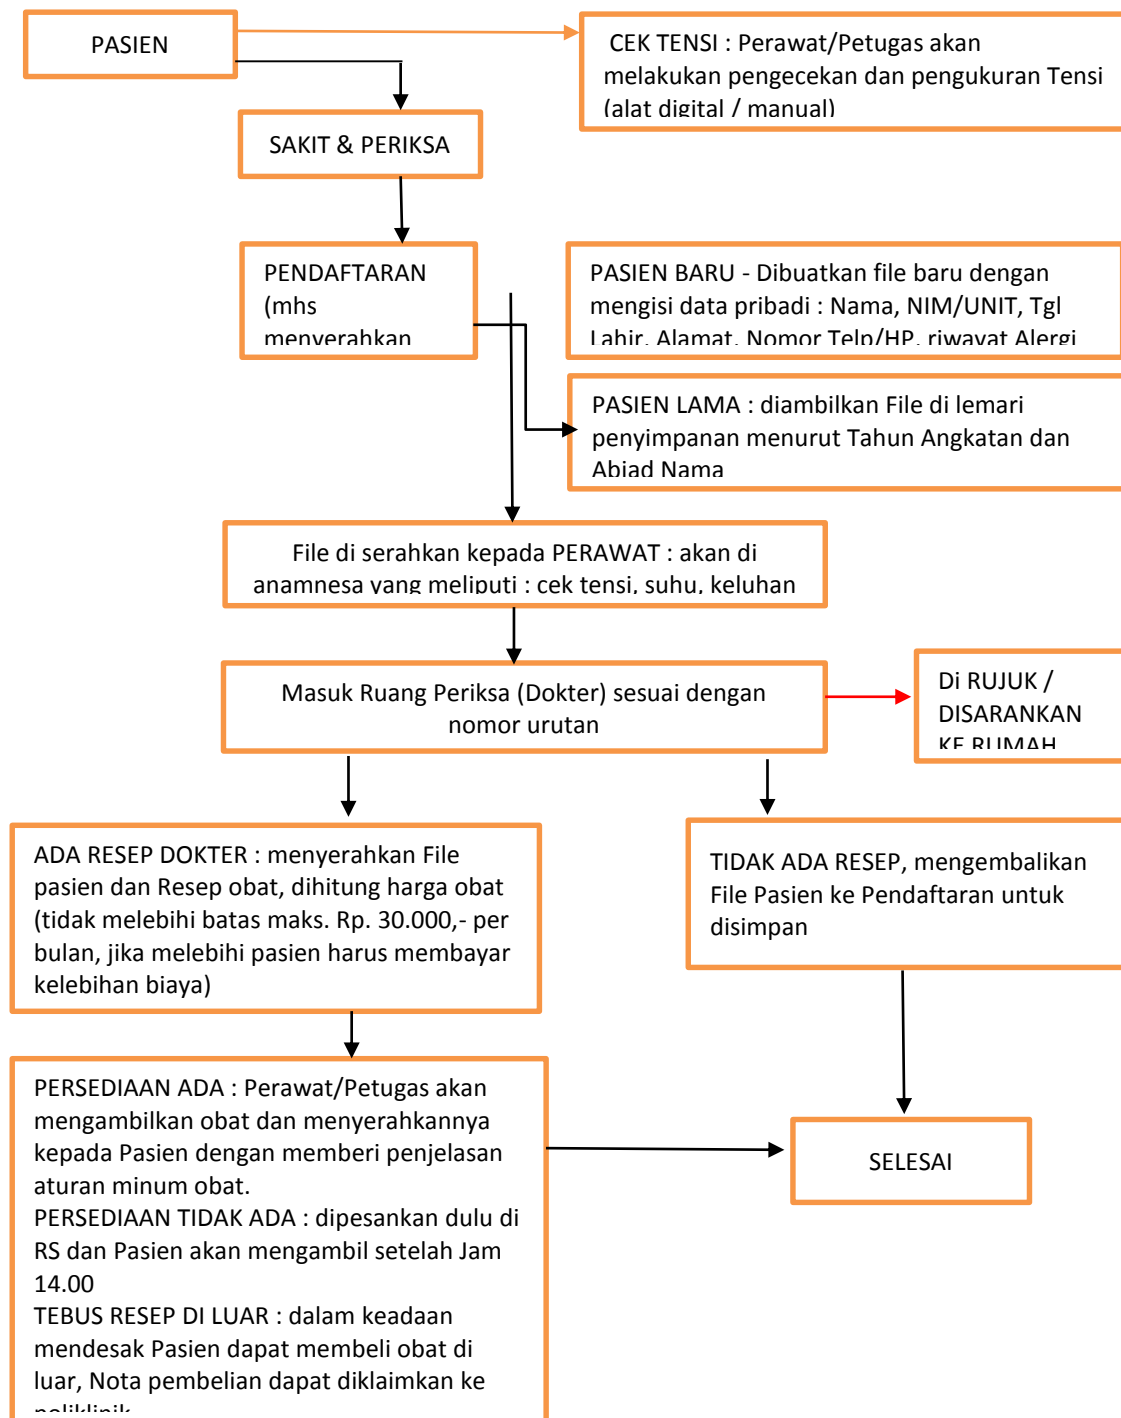 PASIEN
CEK TENSI : Perawat/Petugas akan
melakukan pengecekan dan pengukuran Tensi
(alat digital / manual)
SAKIT & PERIKSA
PENDAFTARAN
(mhs
menyerahkan
PASIEN BARU - Dibuatkan file baru dengan
mengisi data pribadi : Nama, NIM/UNIT, Tgl
Lahir, Alamat, Nomor Telp/HP, riwayat Alergi
PASIEN LAMA : diambilkan File di lemari
penyimpanan menurut Tahun Angkatan dan
Abjad Nama
File di serahkan kepada PERAWAT : akan di
anamnesa yang meliputi : cek tensi, suhu, keluhan
Masuk Ruang Periksa (Dokter) sesuai dengan
nomor urutan
Di RUJUK /
DISARANKAN
KE RUMAH
ADA RESEP DOKTER : menyerahkan File
pasien dan Resep obat, dihitung harga obat
(tidak melebihi batas maks. Rp. 30.000,- per
bulan, jika melebihi pasien harus membayar
kelebihan biaya)
TIDAK ADA RESEP, mengembalikan
File Pasien ke Pendaftaran untuk
disimpan
PERSEDIAAN ADA : Perawat/Petugas akan
mengambilkan obat dan menyerahkannya
kepada Pasien dengan memberi penjelasan
aturan minum obat.
PERSEDIAAN TIDAK ADA : dipesankan dulu di
RS dan Pasien akan mengambil setelah Jam
14.00
TEBUS RESEP DI LUAR : dalam keadaan
mendesak Pasien dapat membeli obat di
luar, Nota pembelian dapat diklaimkan ke
poliklinik
SELESAI